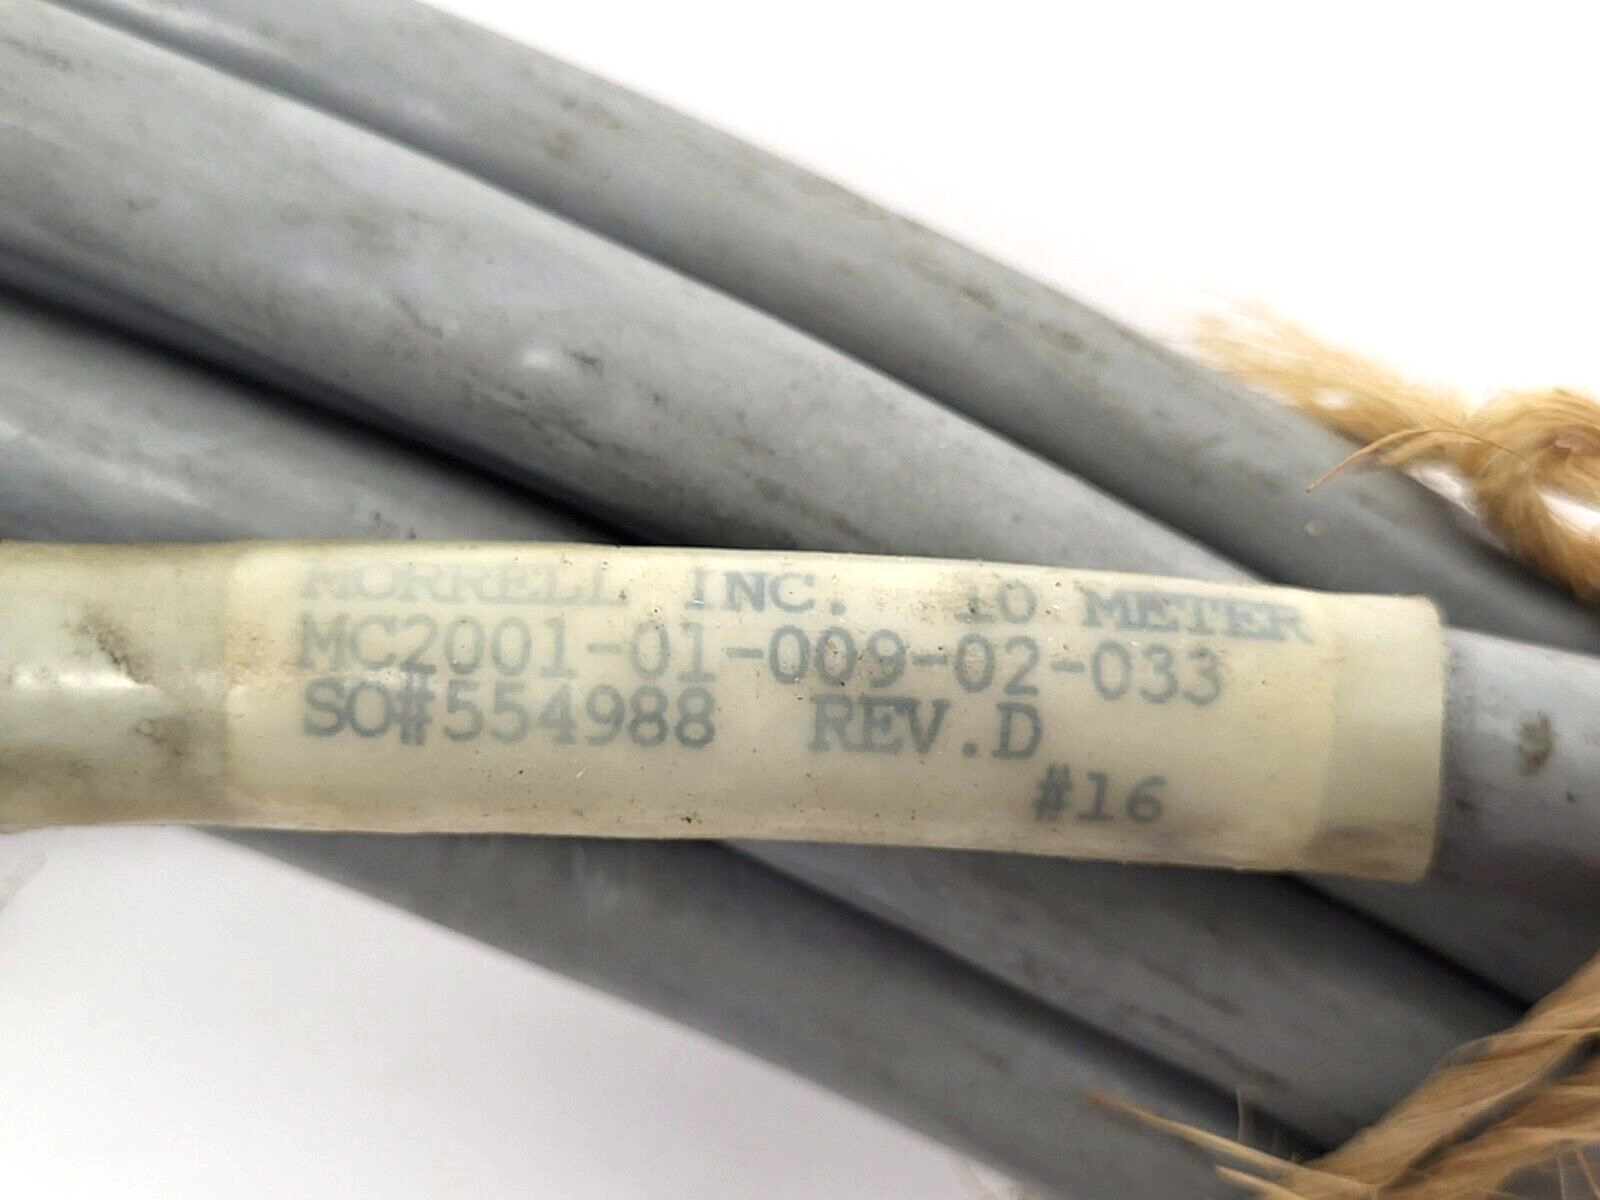 MORRELL INC. 10 METER
MC2001-01-009-02-033
SO#554988 REV.D
#16